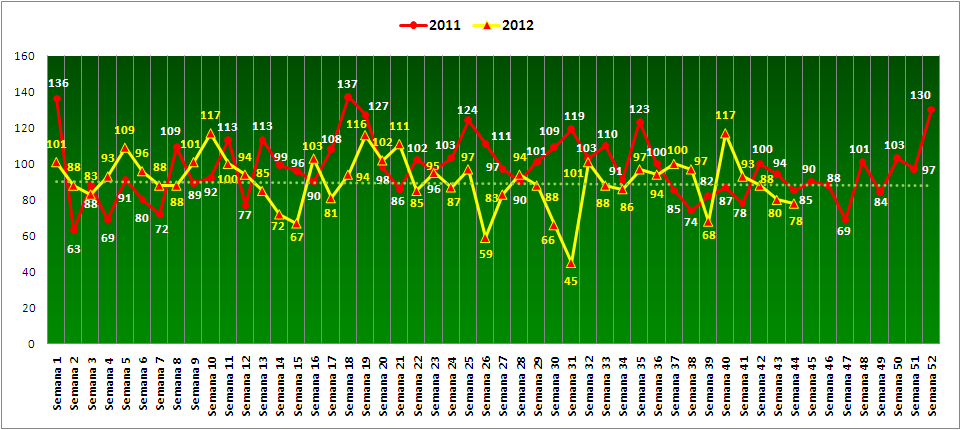 2011 2012
160
140
120
100
80
60
40
20
0
136 63 88 69 91 80 72 109 89 92 113 77 113 99 96 90 108 137 127 98 86 102 96 103 124 111 97 90 101 109 119 103 110 91 123 100 85 74 82 87 78 100 94 85 90 88 69 101 84 103 97 130
101 88 83 93 109 96 88 88 101 117 100 94 85 72 67 103 81 94 116 102 111 85 95 87 97 59 83 94 88 66 45 101 88 86 97 94 100 97 68 117 93 88 80 78
Semana 1
Semana 2
Semana 3
Semana 4
Semana 5
Semana 6
Semana 7
Semana 8
Semana 9
Semana 10
Semana 11
Semana 12
Semana 13
Semana 14
Semana 15
Semana 16
Semana 17
Semana 18
Semana 19
Semana 20
Semana 21
Semana 22
Semana 23
Semana 24
Semana 25
Semana 26
Semana 27
Semana 28
Semana 29
Semana 30
Semana 31
Semana 32
Semana 33
Semana 34
Semana 35
Semana 36
Semana 37
Semana 38
Semana 39
Semana 40
Semana 41
Semana 42
Semana 43
Semana 44
Semana 45
Semana 46
Semana 47
Semana 48
Semana 49
Semana 50
Semana 51
Semana 52